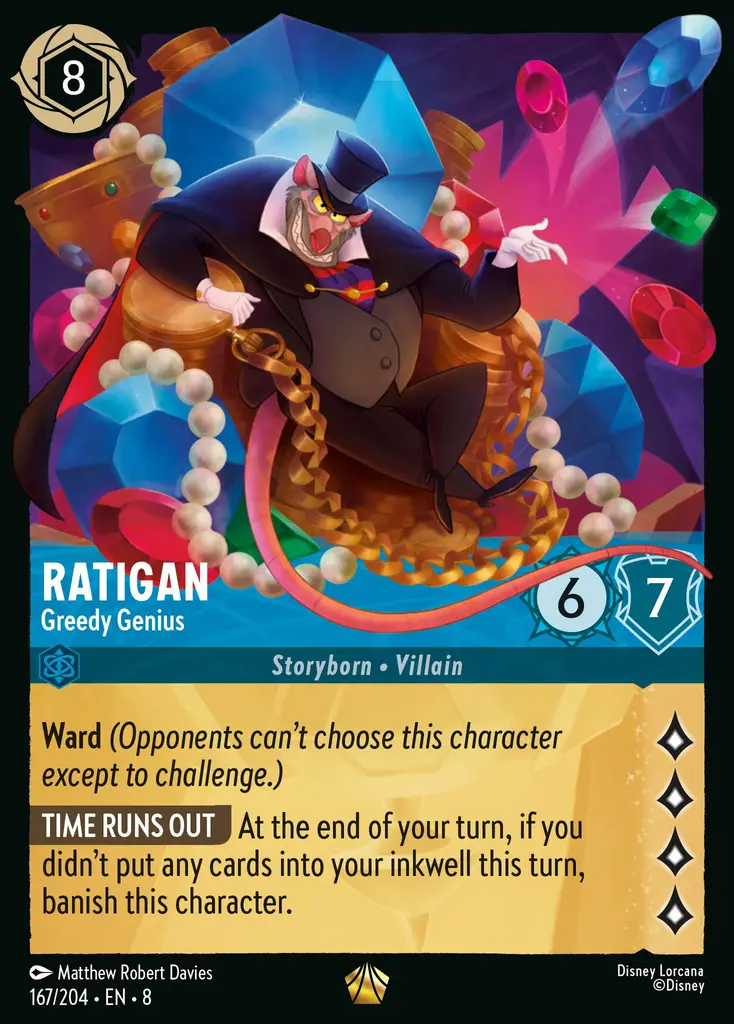 8
RATIGAN
Greedy Genius
6
7
Storyborn • Villain
Ward (Opponents can't choose this character
except to challenge.)
TIME RUNS OUT At the end of your turn, if you
didn't put any cards into your inkwell this turn,
banish this character.
Matthew Robert Davies
167/204 • EN • 8
Disney Lorcana
©Disney